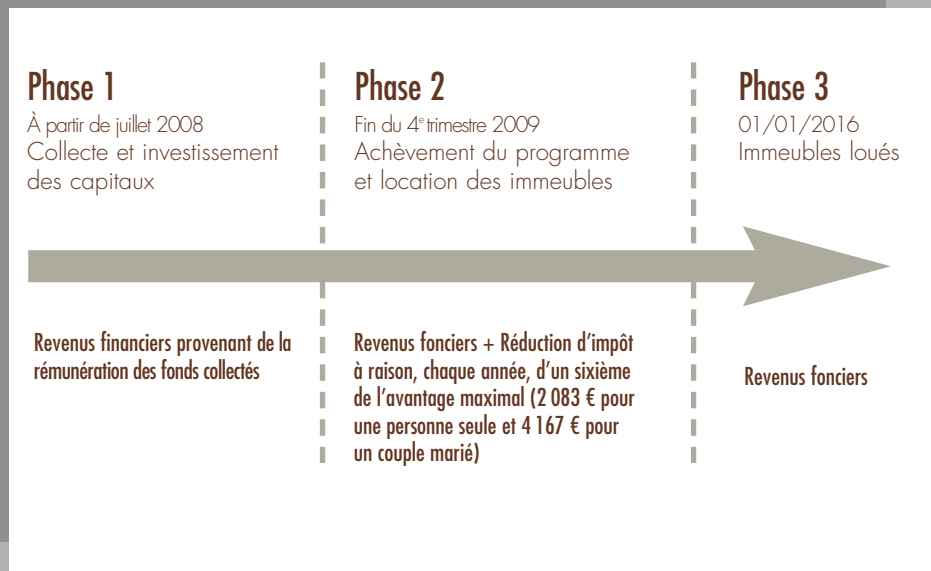 Phase 1
À partir de juillet 2008
Collecte et investissement
des capitaux
Revenus financiers provenant de la
rémunération des fonds collectés
Phase 2
Fin du 4e trimestre 2009
Achèvement du programme
et location des immeubles
Revenus fonciers + Réduction d'impôt
à raison, chaque année, d'un sixième
de l'avantage maximal (2 083 € pour
une personne seule et 4 167 € pour
un couple marié)
Phase 3
01/01/2016
Immeubles loués
Revenus fonciers